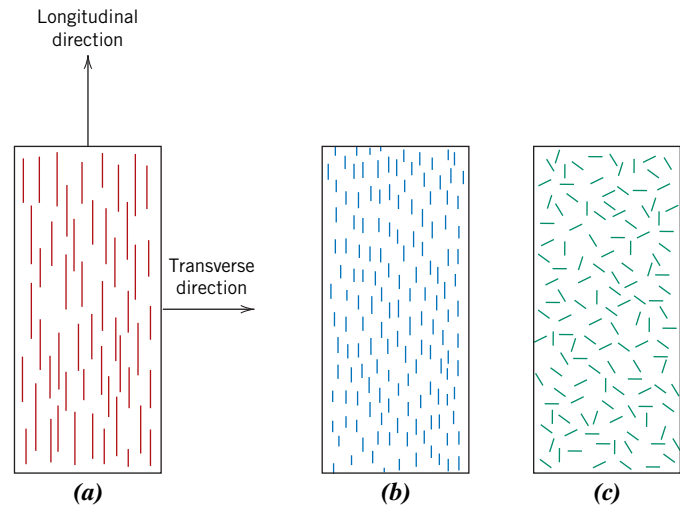 Longitudinal
direction
Transverse
direction
(a)
(b)
(c)